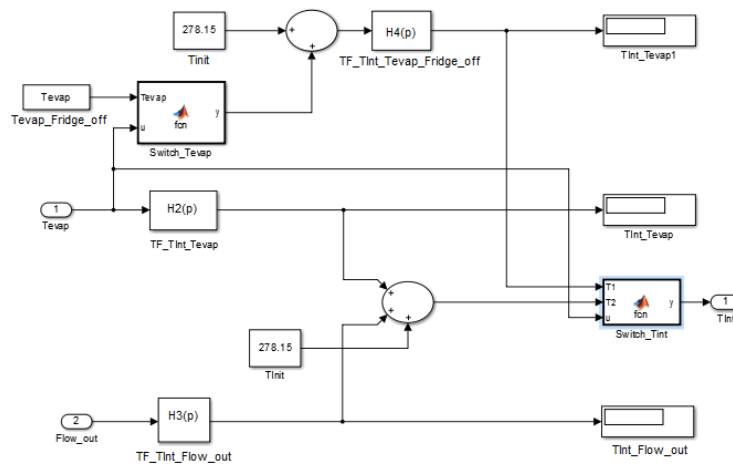 278.15
Tinit
+
+
H4(p)
TF_TInt_Tevap_Fridge_off
TInt_Tevap1
Tevap
Tevap_Fridge_off
Tevap
u
fcn
y
Switch_Tevap
1
Tevap
H2(p)
TF_TInt_Tevap
TInt_Tevap
+
+
+
278.15
TInit
T1
T2
u
fcn
y
Switch_Tint
1
TInt
2
Flow_out
H3(p)
TF_TInt_Flow_out
TInt_Flow_out